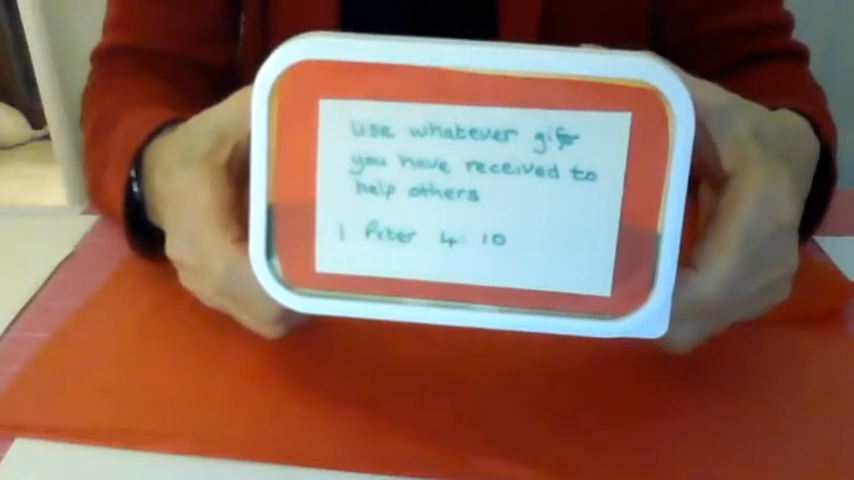 use whatever gift
you have received to
help others
1 Peter 4: 10